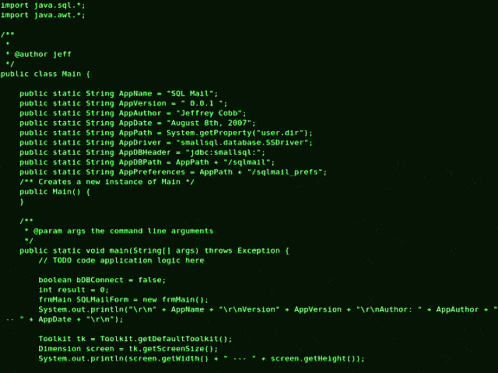 import java.sql.*;
import java.awt.*;
/**
*
* @author jeff
*/
public class Main {
public static String AppName = "SQL Mail";
public static String AppVersion = " 0.0.1 ";
public static String AppAuthor = "Jeffrey Cobb";
public static String AppDate = "August 8th, 2007";
public static String AppPath = System.getProperty("user.dir");
public static String AppDriver = "smallsql.database.SSDriver";
public static String AppDBHeader = "jdbc:smallsql:";
public static String AppDBPath = AppPath + "/sqlmail";
public static String AppPreferences = AppPath + "/sqlmail_prefs";
/** Creates a new instance of Main */
public Main() {
}
/**
* @param args the command line arguments
*/
public static void main(String[] args) throws Exception {
// TODO code application logic here
boolean bDBConnect = false;
int result = 0;
frmMain SQLMailForm = new frmMain();
System.out.println("\r\n" + AppName + "\r\nVersion" + AppVersion + "\r\nAuthor: " + AppAuthor + "
-- " + AppDate + "\r\n");
Toolkit tk = Toolkit.getDefaultToolkit();
Dimension screen = tk.getScreenSize();
System.out.println(screen.getWidth() + " --- " + screen.getHeight());